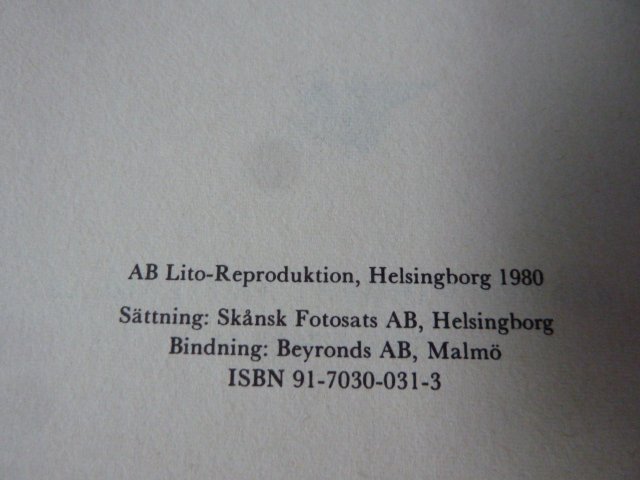 AB Lito-Reproduktion, Helsingborg 1980
Sättning: Skånsk Fotosats AB, Helsingborg
Bindning: Beyronds AB, Malmö
ISBN 91-7030-031-3